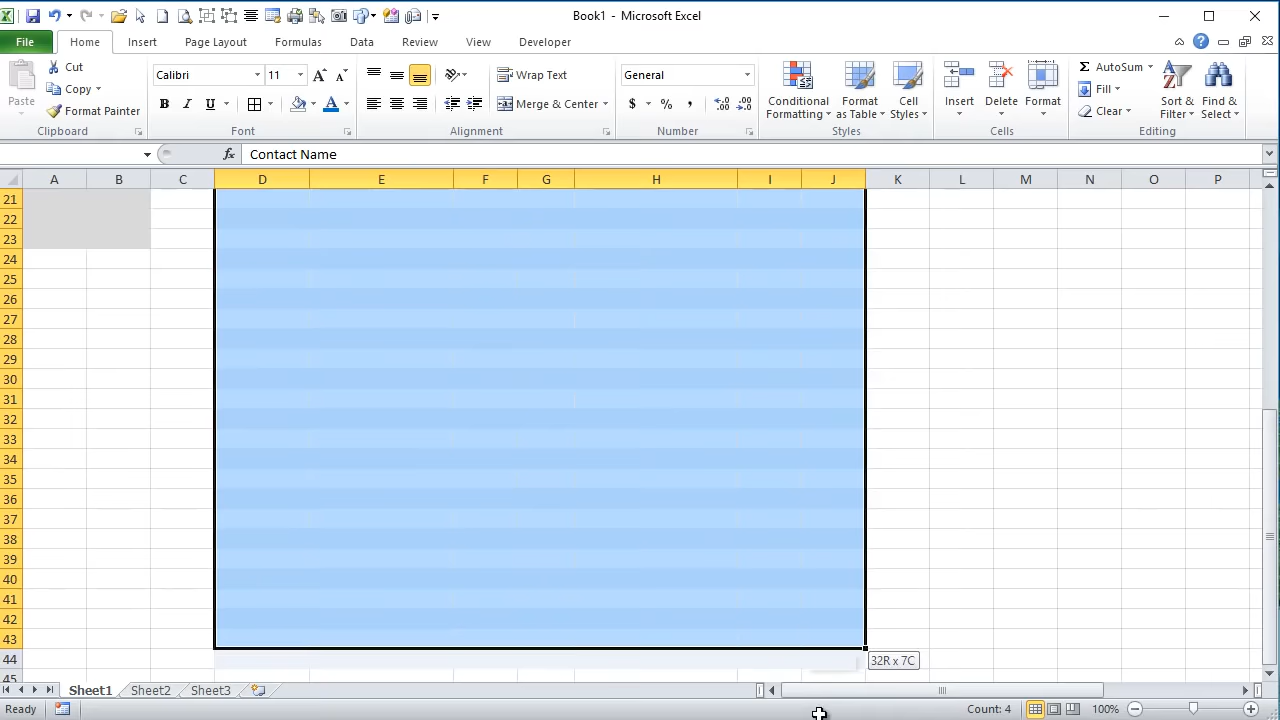 Book1 - Microsoft Excel
File Home Insert Page Layout Formulas Data Review View Developer
Paste
Cut
Copy
Format Painter
Clipboard
Calibri 11
B I U
Font
Wrap Text
Merge & Center
Alignment
General
$ % ,
Number
Conditional Formatting
Format as Table
Cell Styles
Styles
Insert
Delete
Format
Cells
AutoSum
Fill
Clear
Sort & Filter
Find & Select
Editing
fx Contact Name
A B C D E F G H I J K L M N O P
21
22
23
24
25
26
27
28
29
30
31
32
33
34
35
36
37
38
39
40
41
42
43
44
32R x 7C
45
Sheet1 Sheet2 Sheet3
Ready Count: 4 100%